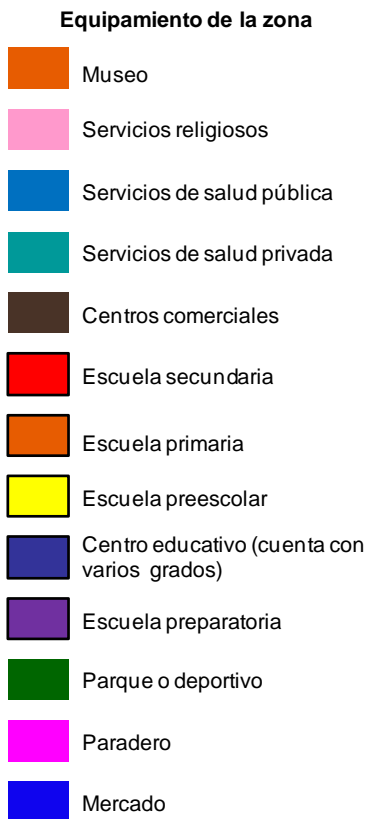 Equipamiento de la zona
Museo
Servicios religiosos
Servicios de salud pública
Servicios de salud privada
Centros comerciales
Escuela secundaria
Escuela primaria
Escuela preescolar
Centro educativo (cuenta con
varios grados)
Escuela preparatoria
Parque o deportivo
Paradero
Mercado